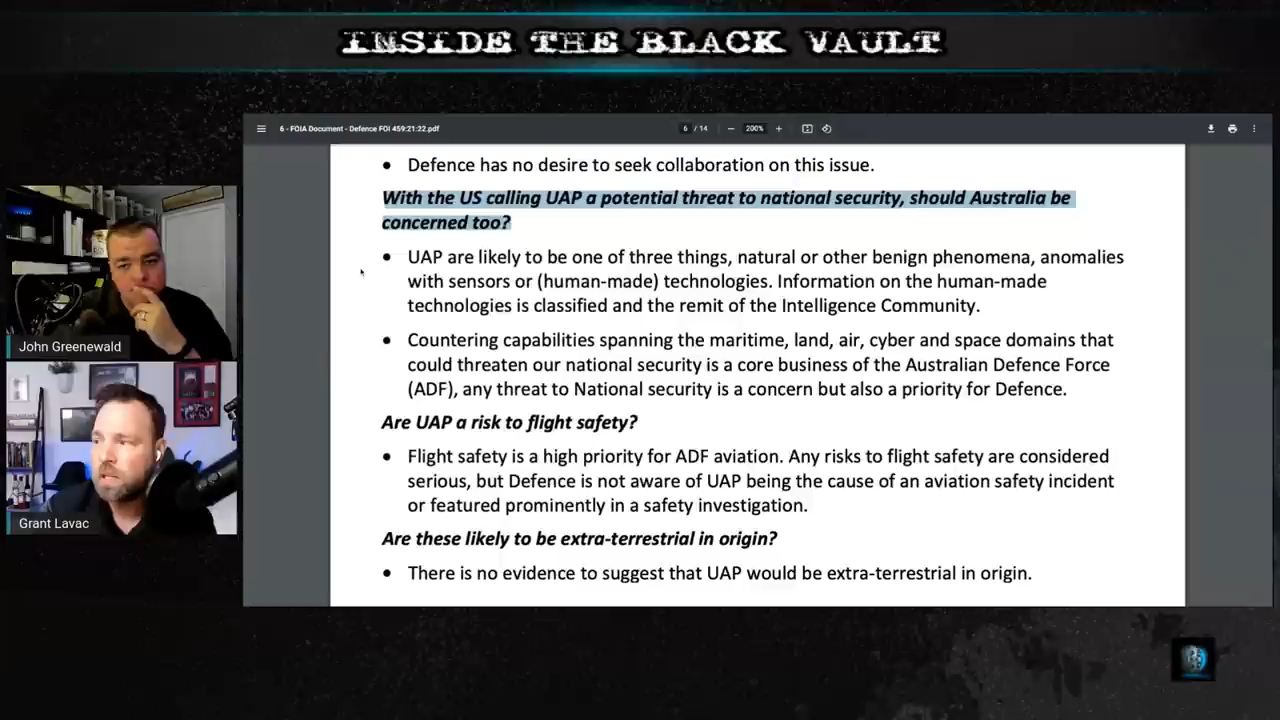 INSIDE THE BLACK VAULT
6 - FOIA Document - Defence FOI 459:21:22.pdf
6 / 14
200%
Defence has no desire to seek collaboration on this issue.
With the US calling UAP a potential threat to national security, should Australia be
concerned too?
UAP are likely to be one of three things, natural or other benign phenomena, anomalies
with sensors or (human-made) technologies. Information on the human-made
technologies is classified and the remit of the Intelligence Community.
Countering capabilities spanning the maritime, land, air, cyber and space domains that
could threaten our national security is a core business of the Australian Defence Force
(ADF), any threat to National security is a concern but also a priority for Defence.
Are UAP a risk to flight safety?
Flight safety is a high priority for ADF aviation. Any risks to flight safety are considered
serious, but Defence is not aware of UAP being the cause of an aviation safety incident
or featured prominently in a safety investigation.
Are these likely to be extra-terrestrial in origin?
There is no evidence to suggest that UAP would be extra-terrestrial in origin.
John Greenewald
Grant Lavac